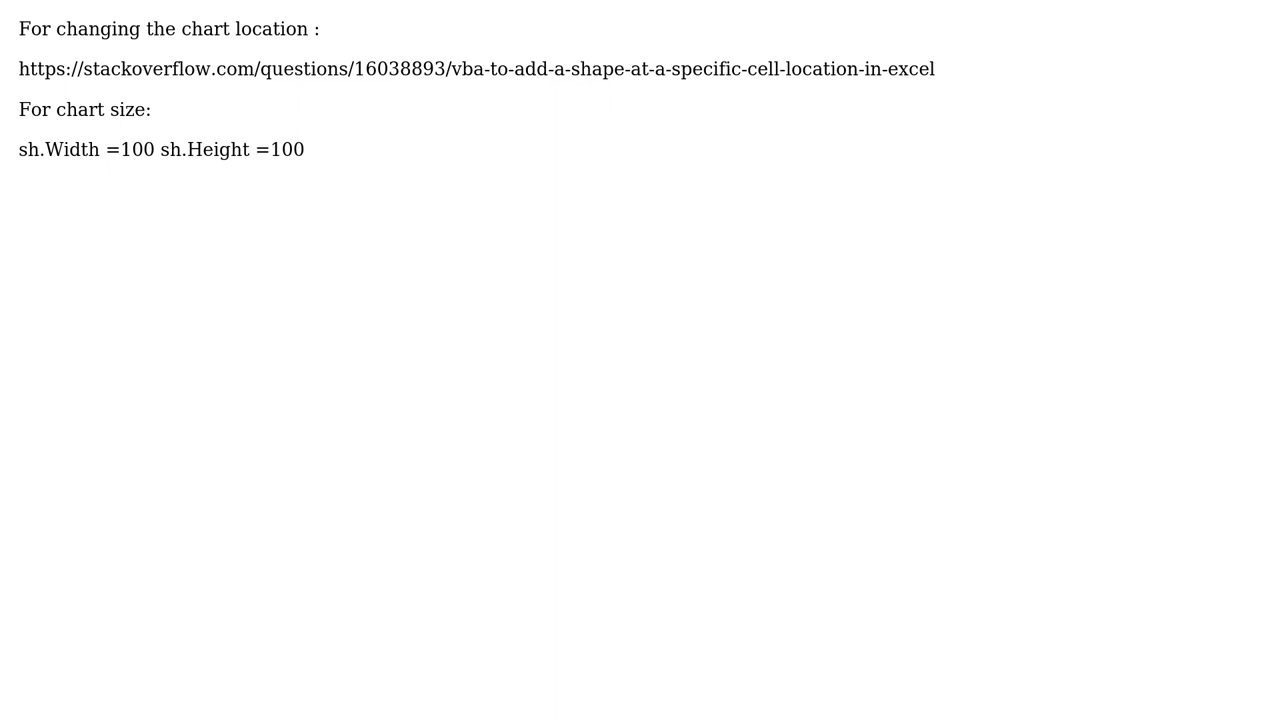 For changing the chart location :
https://stackoverflow.com/questions/16038893/vba-to-add-a-shape-at-a-specific-cell-location-in-excel
For chart size:
sh.Width =100 sh.Height =100